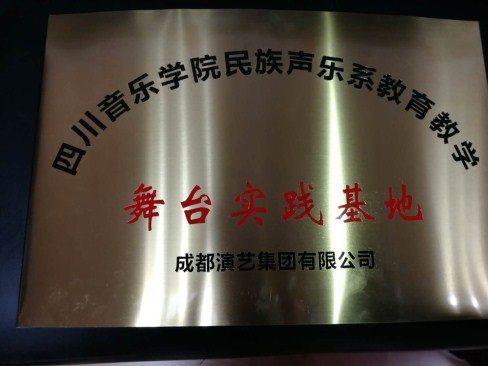 四川音乐学院民族声乐系教育教学
舞台实践基地
成都演艺集团有限公司